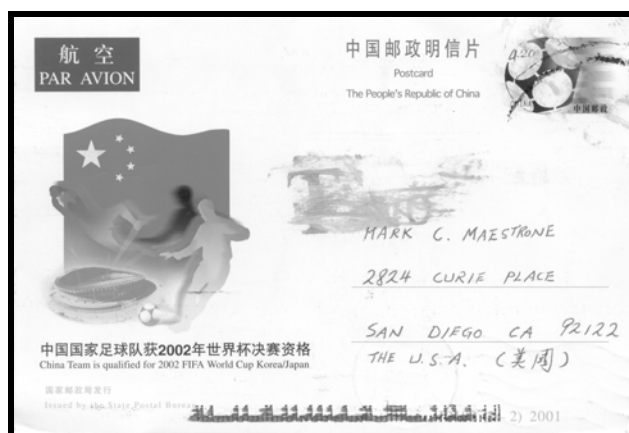 航空
PAR AVION
中国邮政明信片
Postcard
The People's Republic of China
4.20
中国邮政
MARK C. MAESTRONE
2824 CURIE PLACE
SAN DIEGO CA 92122
THE U.S.A. (美国)
中国国家足球队获2002年世界杯决赛资格
China Team is qualified for 2002 FIFA World Cup Korea/Japan
国家邮政局发行
Issued by the State Postal Bureau
2) 2001